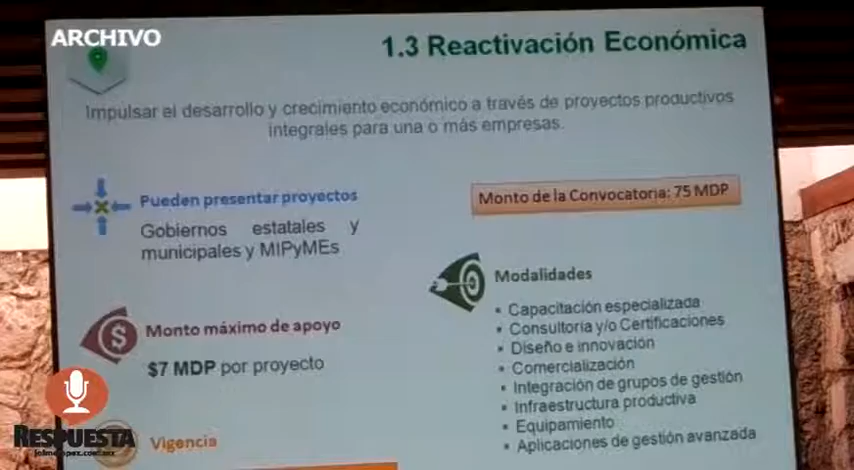 ARCHIVO
1.3 Reactivación Económica
Impulsar el desarrollo y crecimiento económico a través de proyectos productivos
integrales para una o más empresas.
Pueden presentar proyectos
Gobiernos estatales y
municipales y MIPyMEs
Monto máximo de apoyo
$7 MDP por proyecto
Vigencia
Monto de la Convocatoria: 75 MDP
Modalidades
• Capacitación especializada
• Consultoría y/o Certificaciones
• Diseño e innovación
• Comercialización
• Integración de grupos de gestión
• Infraestructura productiva
• Equipamiento
• Aplicaciones de gestión avanzada
RESPUESTA